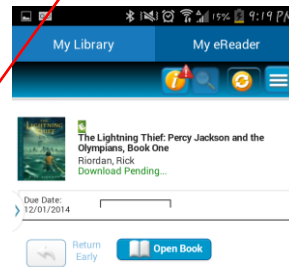 15% 9:19 PM
My Library
My eReader
The Lightning Thief: Percy Jackson and the
Olympians, Book One
Riordan, Rick
Download Pending...
Due Date:
12/01/2014
Return
Early
Open Book